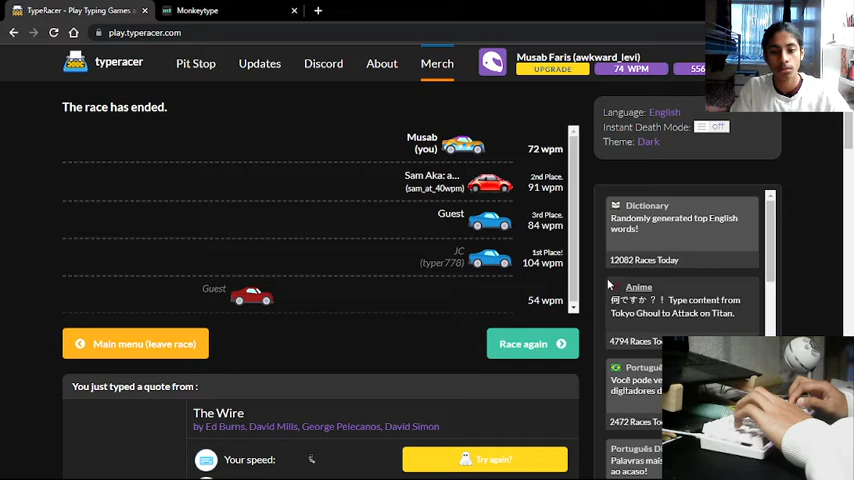 TypeRacer - Play Typing Games a
Monkeytype
play.typeracer.com
typeracer
Pit Stop
Updates
Discord
About
Merch
Musab Faris (awkward_levi)
UPGRADE
74 WPM
556
The race has ended.
Musab
(you)
72 wpm
Sam Aka: a...
(sam_at_40wpm)
2nd Place.
91 wpm
Guest
3rd Place.
84 wpm
JC
(typer778)
1st Place!
104 wpm
Guest
54 wpm
Main menu (leave race)
Race again
You just typed a quote from :
The Wire
by Ed Burns, David Mills, George Pelecanos, David Simon
Your speed:
Try again?
Language: English
Instant Death Mode: off
Theme: Dark
Dictionary
Randomly generated top English
words!
12082 Races Today
Anime
何ですか？！ Type content from
Tokyo Ghoul to Attack on Titan.
4794 Races To
Portugu
Você pode ve
digitadores d
2472 Races To
Português D
Palavras mais
ao acaso!